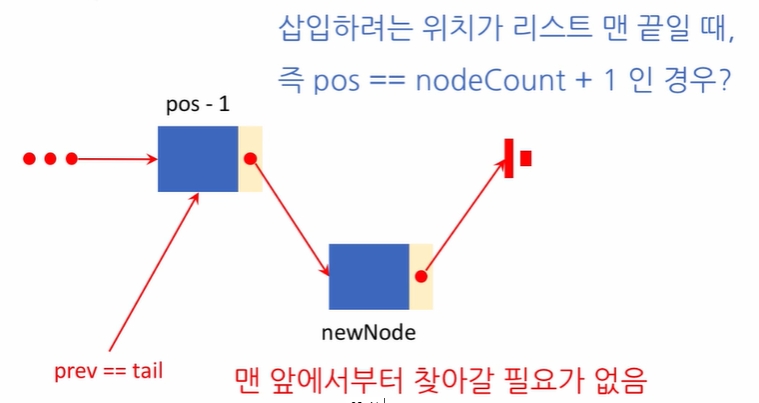 삽입하려는 위치가 리스트 맨 끝일 때,
즉 pos == nodeCount + 1 인 경우?
pos - 1
newNode
prev == tail
맨 앞에서부터 찾아갈 필요가 없음